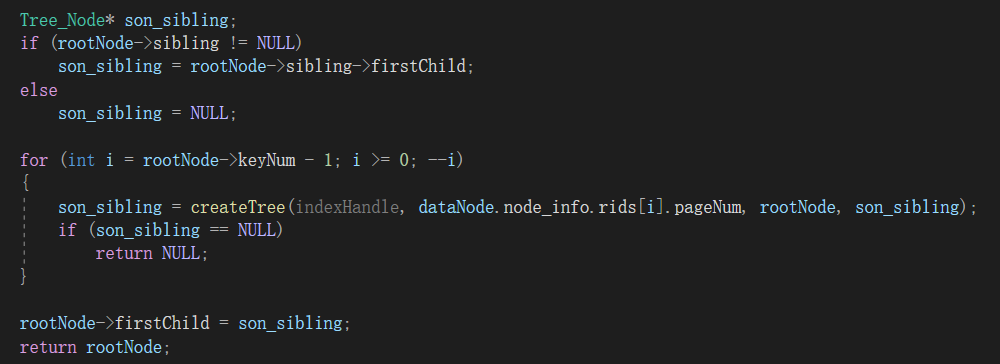 Tree_Node* son_sibling;
if (rootNode->sibling != NULL)
    son_sibling = rootNode->sibling->firstChild;
else
    son_sibling = NULL;

for (int i = rootNode->keyNum - 1; i >= 0; --i)
{
    son_sibling = createTree(indexHandle, dataNode.node_info.rids[i].pageNum, rootNode, son_sibling);
    if (son_sibling == NULL)
        return NULL;
}

rootNode->firstChild = son_sibling;
return rootNode;